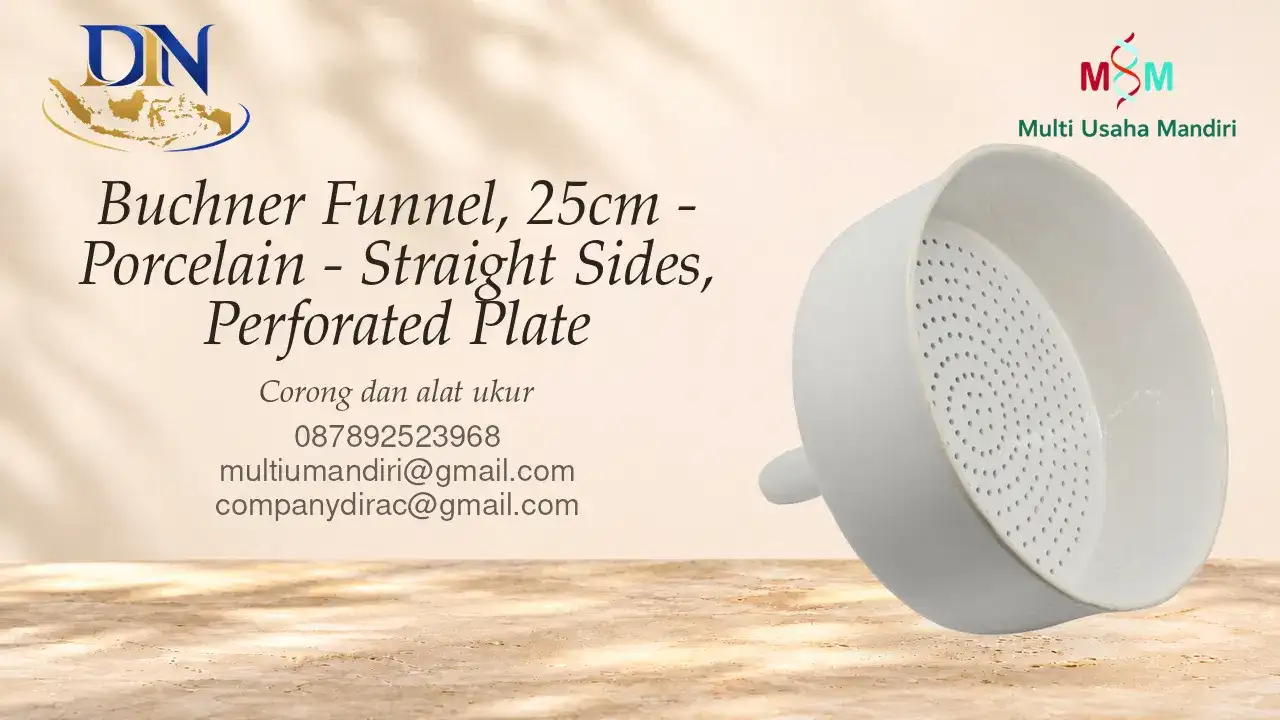 DIN
MSM
Multi Usaha Mandiri
Buchner Funnel, 25cm -
Porcelain - Straight Sides,
Perforated Plate
Corong dan alat ukur
087892523968
multiumandiri@gmail.com
companydirac@gmail.com